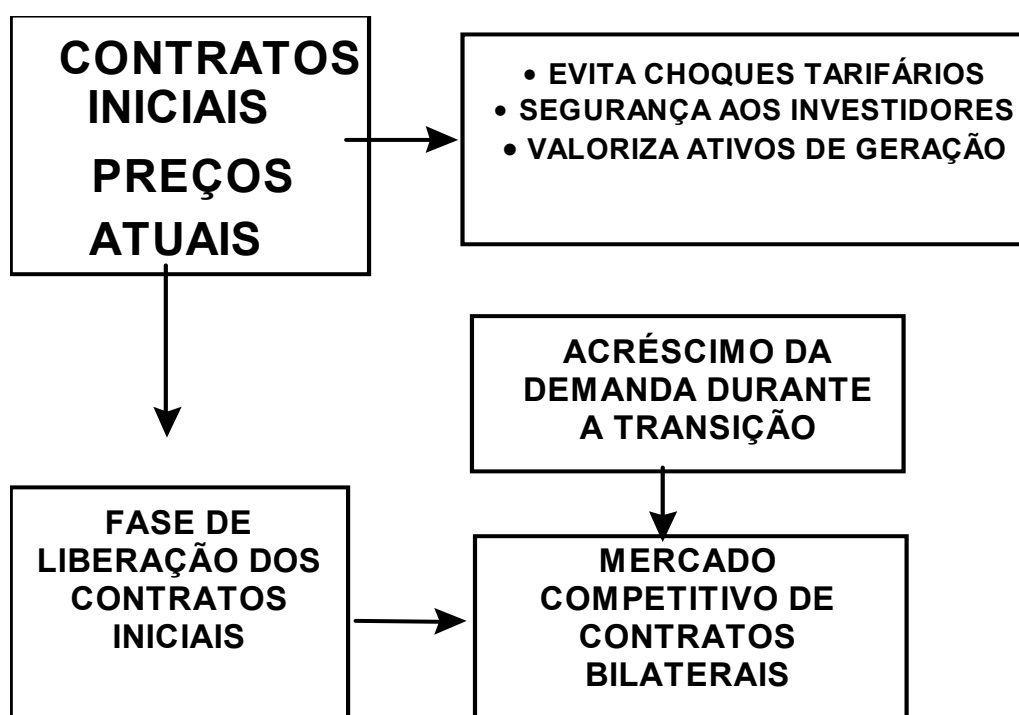 CONTRATOS
INICIAIS
PREÇOS
ATUAIS
• EVITA CHOQUES TARIFÁRIOS
• SEGURANÇA AOS INVESTIDORES
• VALORIZA ATIVOS DE GERAÇÃO
ACRÉSCIMO DA
DEMANDA DURANTE
A TRANSIÇÃO
FASE DE
LIBERAÇÃO DOS
CONTRATOS
INICIAIS
MERCADO
COMPETITIVO DE
CONTRATOS
BILATERAIS